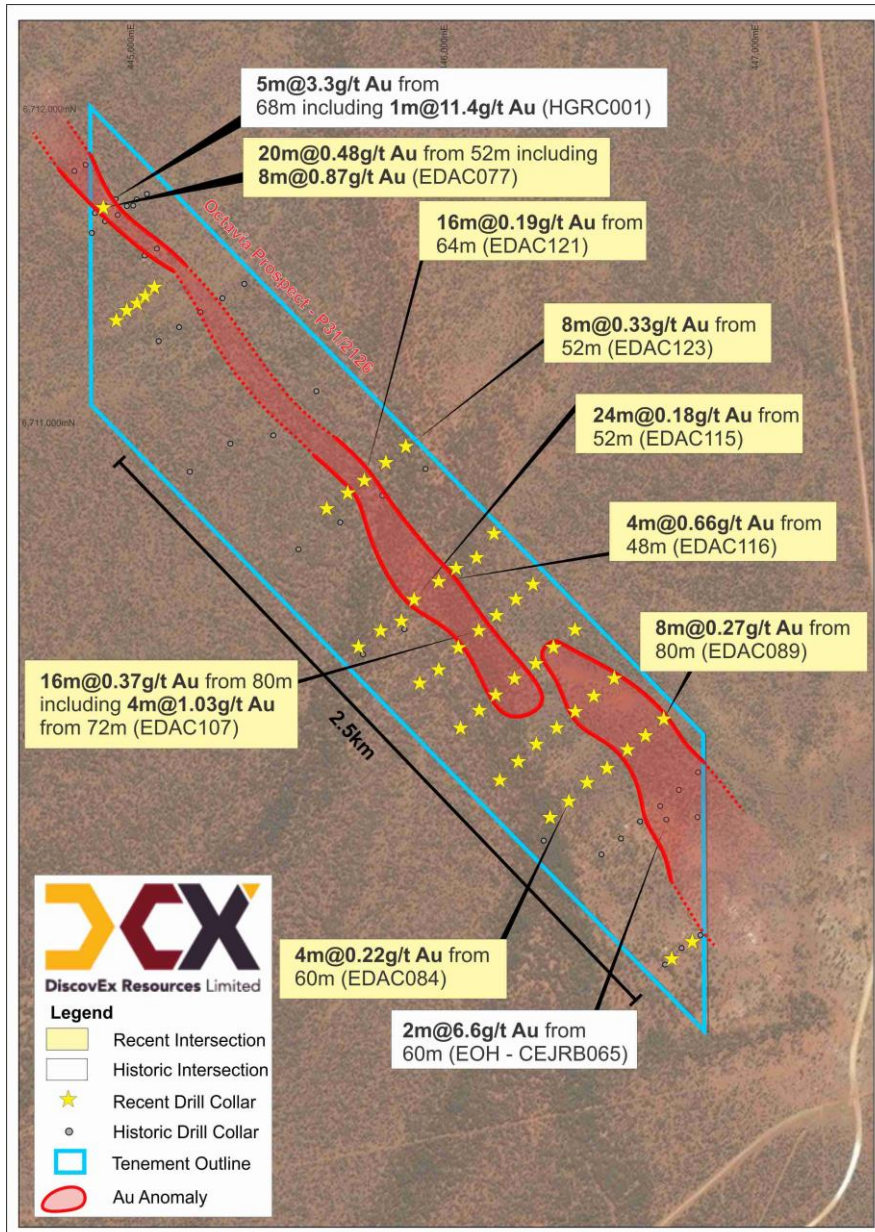 445,000mE
446,000mE
447,000mE
5m@3.3g/t Au from
68m including 1m@11.4g/t Au (HGRC001)
6,712,000mN
20m@0.48g/t Au from 52m including
8m@0.87g/t Au (EDAC077)
16m@0.19g/t Au from
64m (EDAC121)
Octavia Prospect - P31/2126
8m@0.33g/t Au from
52m (EDAC123)
24m@0.18g/t Au from
52m (EDAC115)
6,711,000mN
4m@0.66g/t Au from
48m (EDAC116)
8m@0.27g/t Au from
80m (EDAC089)
16m@0.37g/t Au from 80m
including 4m@1.03g/t Au
from 72m (EDAC107)
2.5km
4m@0.22g/t Au from
60m (EDAC084)
2m@6.6g/t Au from
60m (EOH - CEJRB065)
DCX
DiscovEx Resources Limited
Legend
Recent Intersection
Historic Intersection
Recent Drill Collar
Historic Drill Collar
Tenement Outline
Au Anomaly